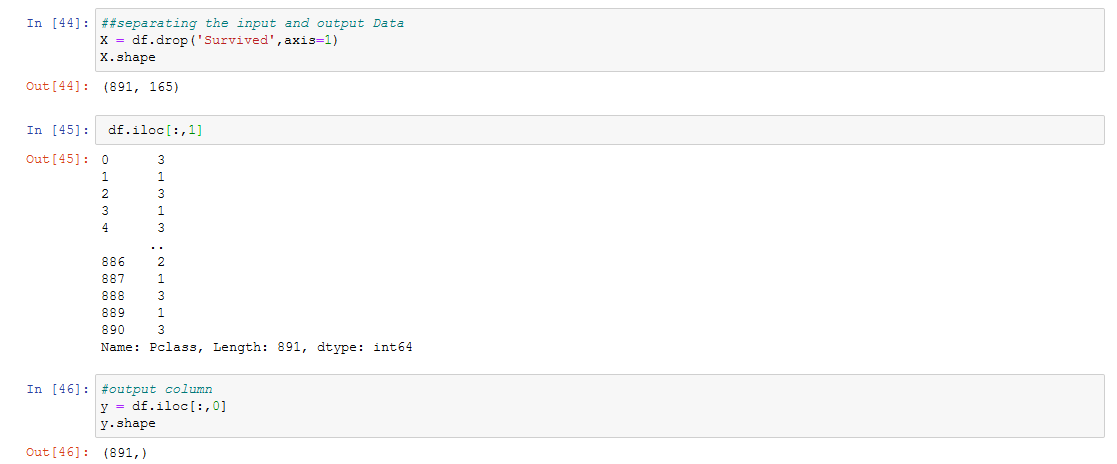 In [44]: ##separating the input and output Data
X = df.drop('Survived',axis=1)
X.shape
Out[44]: (891, 165)
In [45]: df.iloc[:,1]
Out[45]: 0 3
1 1
2 3
3 1
4 3
..
886 2
887 1
888 3
889 1
890 3
Name: Pclass, Length: 891, dtype: int64
In [46]: #output column
y = df.iloc[:,0]
y.shape
Out[46]: (891,)